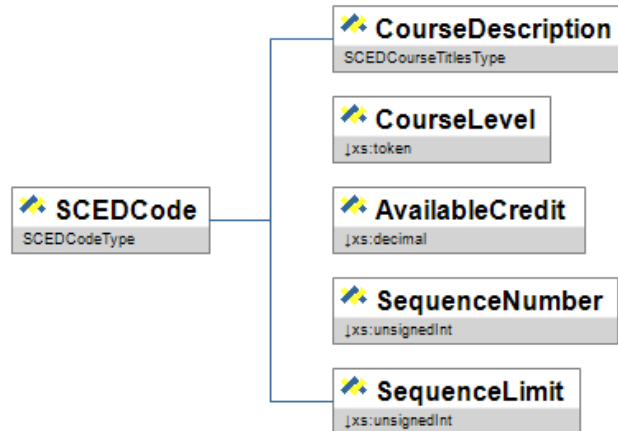 CourseDescription
SCEDCourseTitlesType
CourseLevel
↓xs:token
SCEDCode
SCEDCodeType
AvailableCredit
↓xs:decimal
SequenceNumber
↓xs:unsignedInt
SequenceLimit
↓xs:unsignedInt